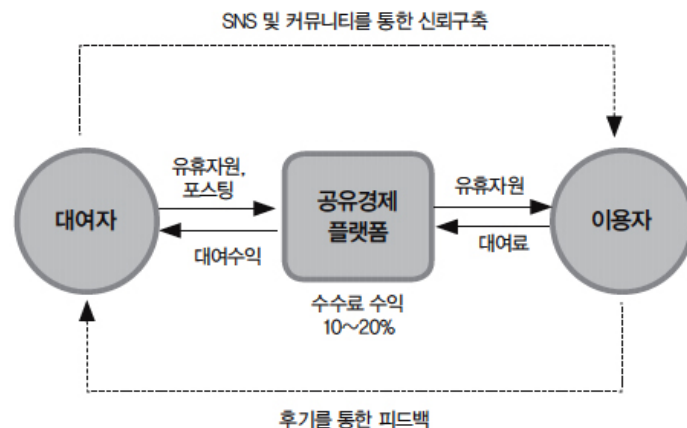 SNS 및 커뮤니티를 통한 신뢰구축
유휴자원,
포스팅
대여자
대여수익
공유경제
플랫폼
수수료 수익
10~20%
유휴자원
대여료
이용자
후기를 통한 피드백